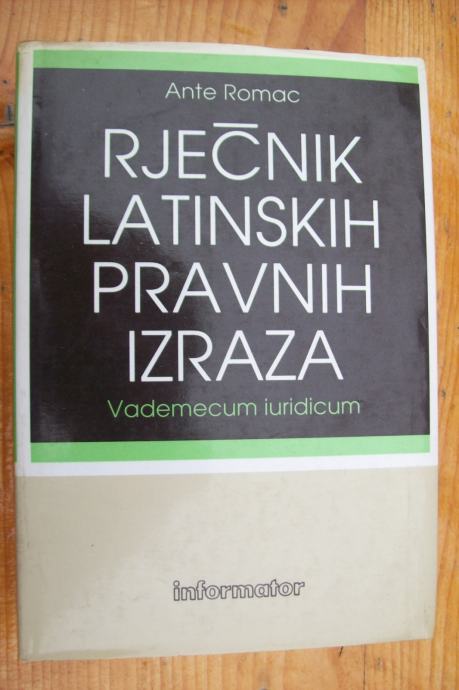 Ante Romac
RJEČNIK
LATINSKIH
PRAVNIH
IZRAZA
Vademecum iuridicum
informator